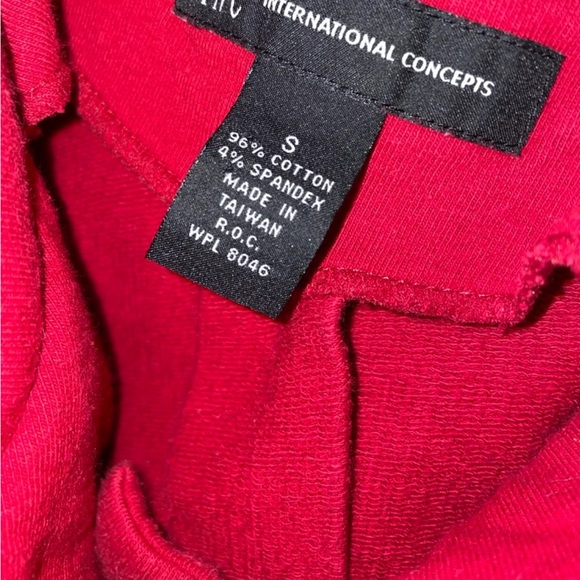 INTERNATIONAL CONCEPTS
S
96% COTTON
4% SPANDEX
MADE IN
TAIWAN
R.O.C.
WPL 8046